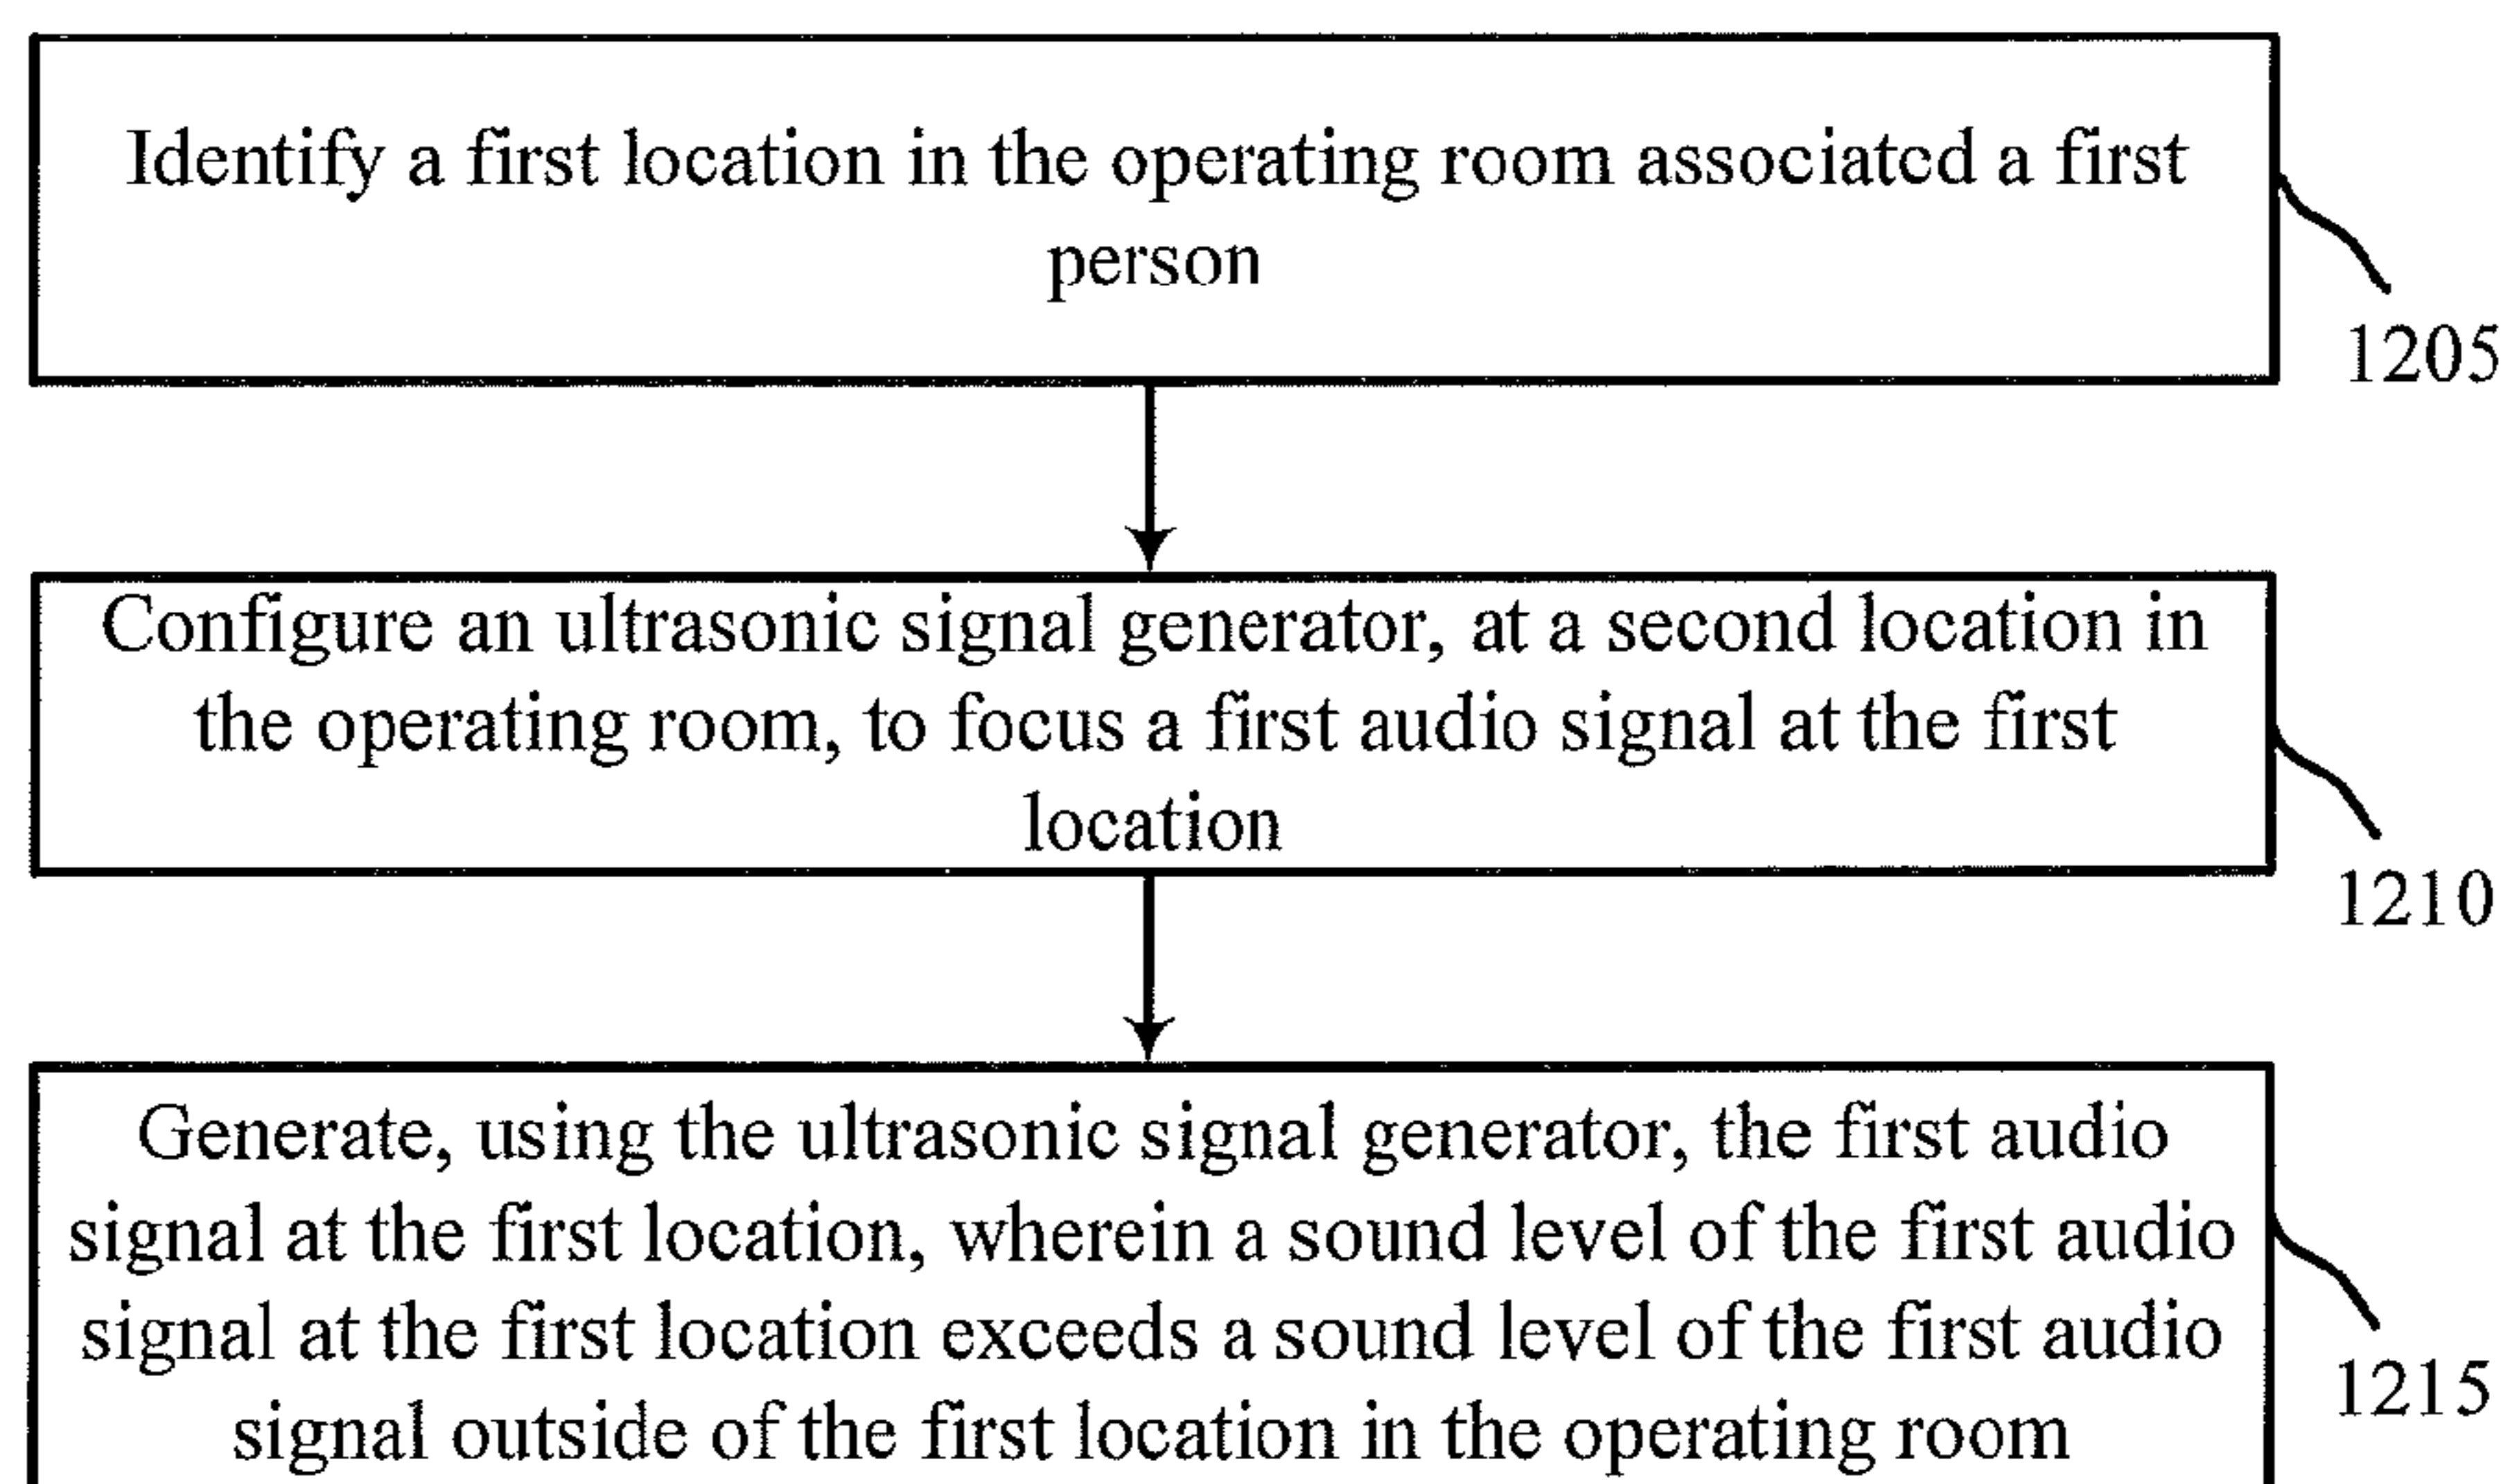 Identify a first location in the operating room associated a first
person
1205
Configure an ultrasonic signal generator, at a second location in
the operating room, to focus a first audio signal at the first
location
1210
Generate, using the ultrasonic signal generator, the first audio
signal at the first location, wherein a sound level of the first audio
signal at the first location exceeds a sound level of the first audio
signal outside of the first location in the operating room
1215